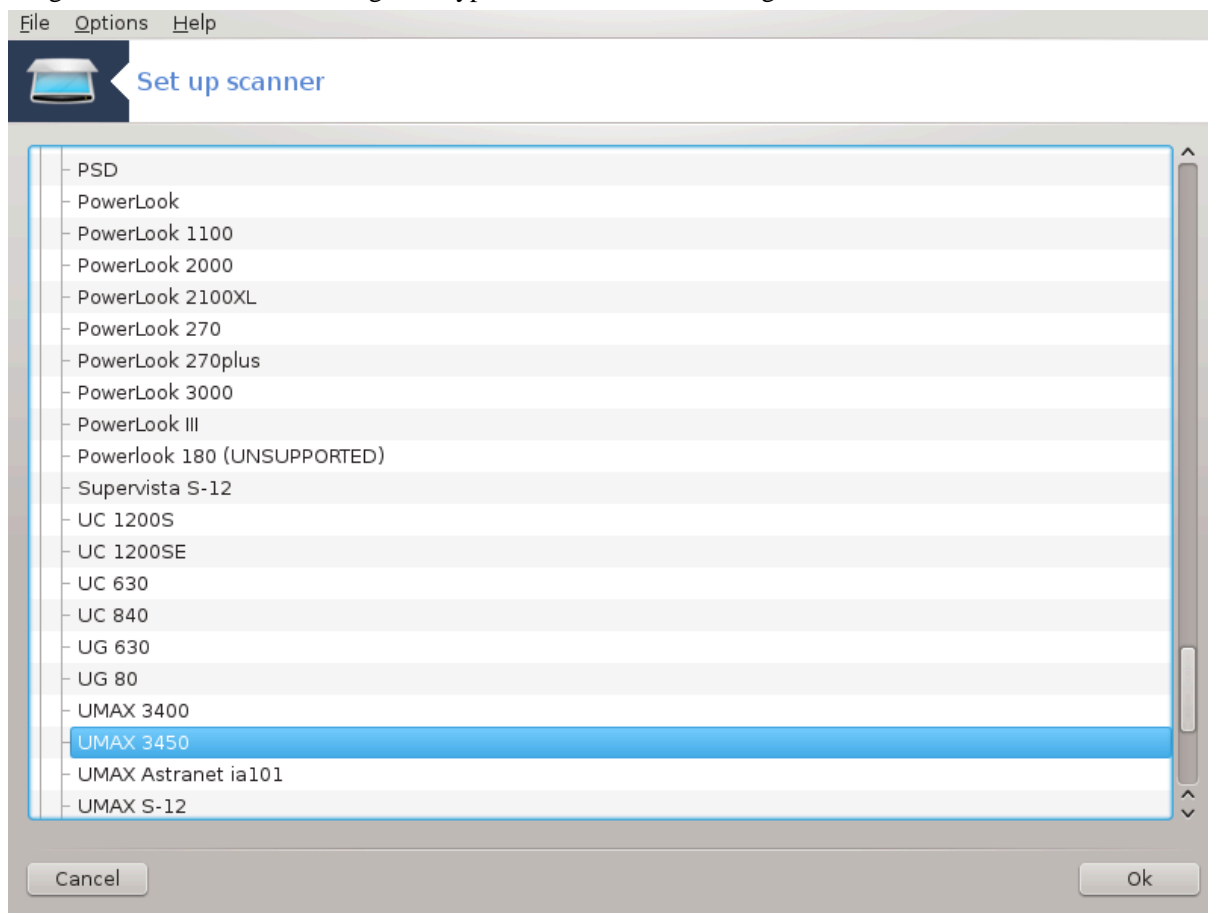 File Options Help
Set up scanner
PSD
PowerLook
PowerLook 1100
PowerLook 2000
PowerLook 2100XL
PowerLook 270
PowerLook 270plus
PowerLook 3000
PowerLook III
Powerlook 180 (UNSUPPORTED)
Supervista S-12
UC 1200S
UC 1200SE
UC 630
UC 840
UG 630
UG 80
UMAX 3400
UMAX 3450
UMAX Astranet ia101
UMAX S-12
Cancel Ok